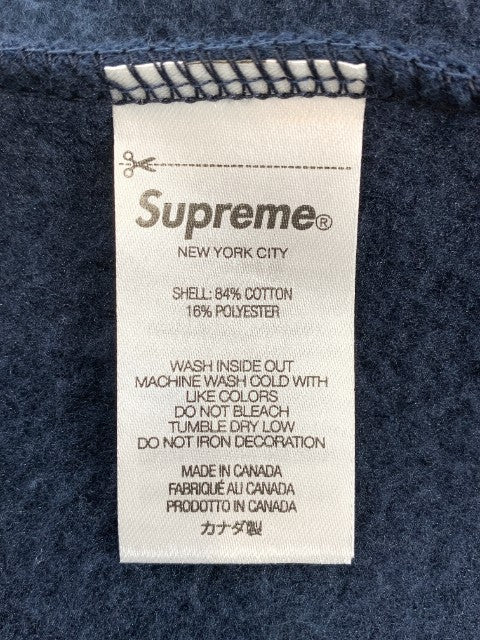 Supreme®
NEW YORK CITY
SHELL: 84% COTTON
16% POLYESTER
WASH INSIDE OUT
MACHINE WASH COLD WITH
LIKE COLORS
DO NOT BLEACH
TUMBLE DRY LOW
DO NOT IRON DECORATION
MADE IN CANADA
FABRIQUÉ AU CANADA
PRODOTTO IN CANADA
カナダ製